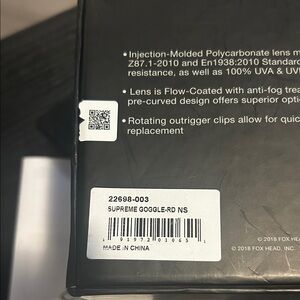 • Injection-Molded Polycarbonate lens m
Z87.1-2010 and En1938:2010 Standard
resistance, as well as 100% UVA & UV
• Lens is Flow-Coated with anti-fog trea
pre-curved design offers superior opti
• Rotating outrigger clips allow for quic
replacement
22698-003
SUPREME GOGGLE-RD NS
MADE IN CHINA
© 2018 FOX HEA
© 2018 FOX HEAD, INC.